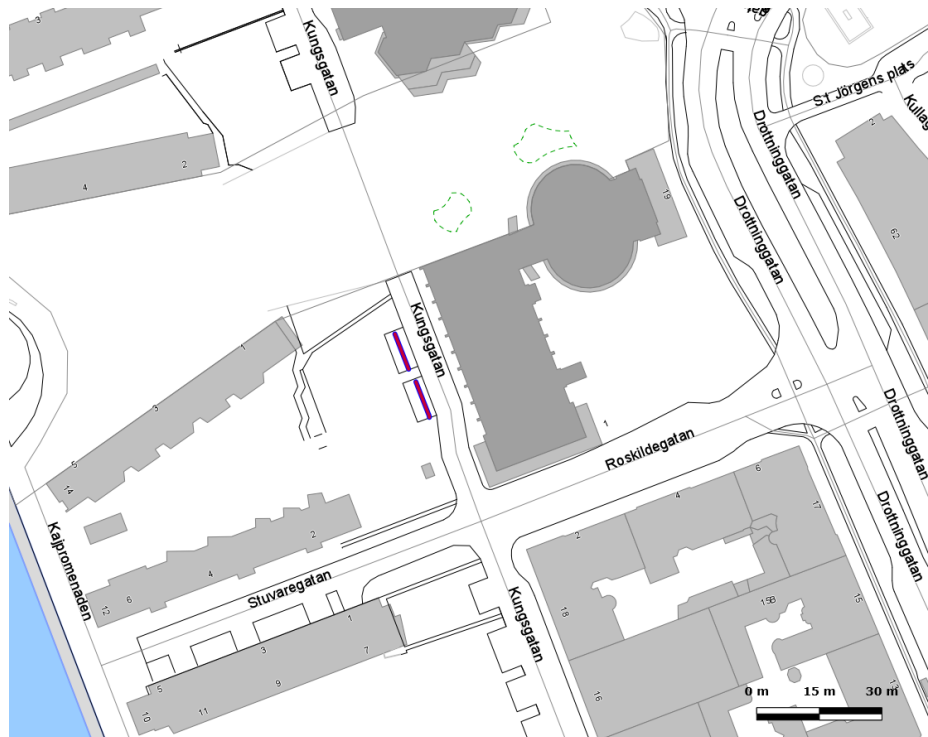 3
Kungsgatan
S:t Jörgens plats
Kullag
2
4
2
Drottninggatan
Drottninggatan
19
62
Kungsgatan
1
3
5
14
1
Roskildegatan
Drottninggatan
Drottninggatan
Kajpromenaden
2
4
6
17
2
4
6
12
Stuvaregatan
1
3
5
7
9
11
10
Kungsgatan
18
16
15B
15
13
0 m 15 m 30 m